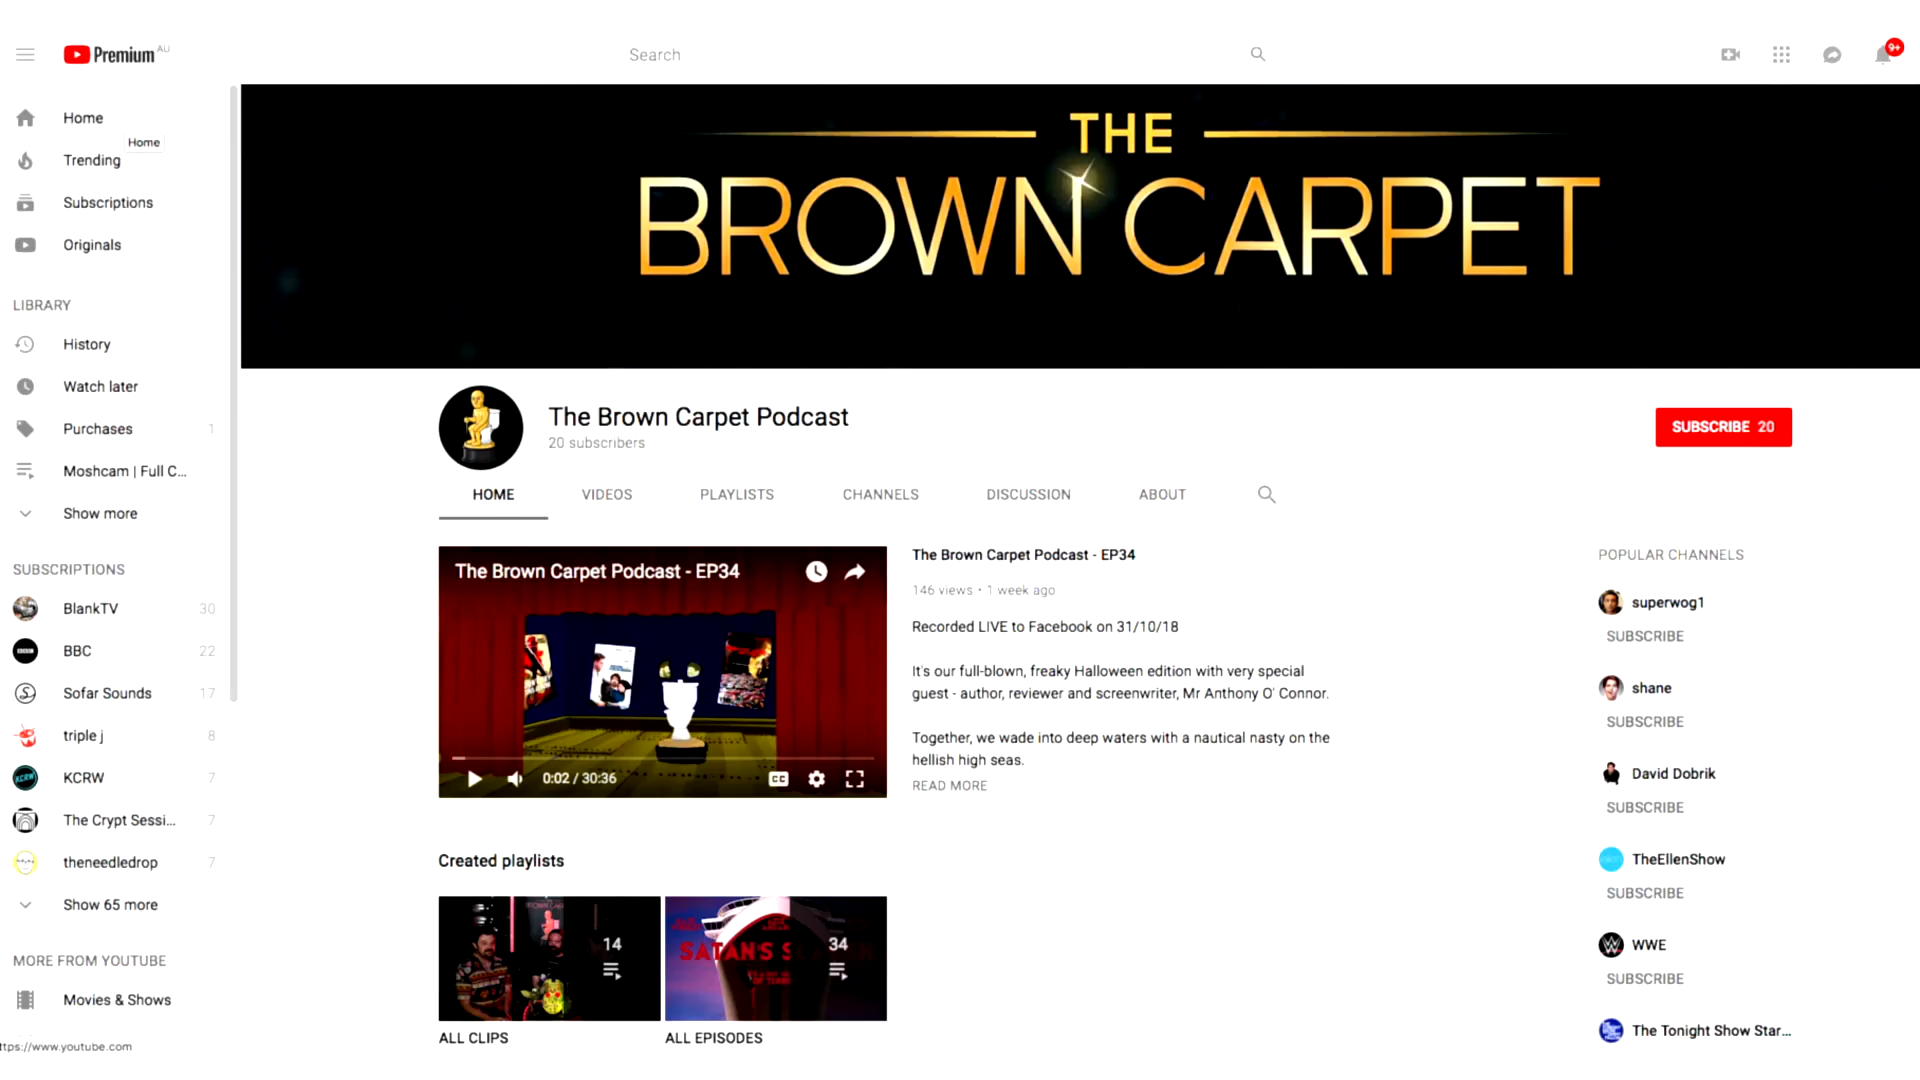 Premium AU
Search
9+
Home
Home
Trending
Subscriptions
Originals
LIBRARY
History
Watch later
Purchases 1
Moshcam | Full C...
Show more
SUBSCRIPTIONS
BlankTV 30
BBC 22
Sofar Sounds 17
triple j 8
KCRW 7
The Crypt Sessi... 7
theneedledrop 7
Show 65 more
MORE FROM YOUTUBE
Movies & Shows
ttps://www.youtube.com
THE
BROWN CARPET
The Brown Carpet Podcast
20 subscribers
SUBSCRIBE 20
HOME VIDEOS PLAYLISTS CHANNELS DISCUSSION ABOUT
The Brown Carpet Podcast - EP34
0:02 / 30:36
CC
The Brown Carpet Podcast - EP34
146 views • 1 week ago
Recorded LIVE to Facebook on 31/10/18
It's our full-blown, freaky Halloween edition with very special
guest - author, reviewer and screenwriter, Mr Anthony O' Connor.
Together, we wade into deep waters with a nautical nasty on the
hellish high seas.
READ MORE
Created playlists
BROWN CARPET
14
ALL CLIPS
SATAN'S S
34
ALL EPISODES
POPULAR CHANNELS
superwog1
SUBSCRIBE
shane
SUBSCRIBE
David Dobrik
SUBSCRIBE
TheEllenShow
SUBSCRIBE
WWE
SUBSCRIBE
The Tonight Show Star...